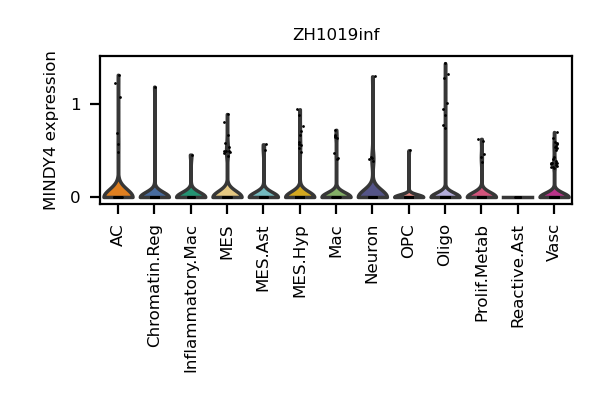 ZH1019inf
MINDY4 expression
1
0
AC
Chromatin.Reg
Inflammatory.Mac
MES
MES.Ast
MES.Hyp
Mac
Neuron
OPC
Oligo
Prolif.Metab
Reactive.Ast
Vasc